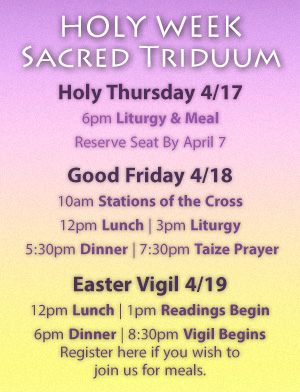 HOLY WEEK
SACRED TRIDUUM
Holy Thursday 4/17
6pm Liturgy & Meal
Reserve Seat By April 7
Good Friday 4/18
10am Stations of the Cross
12pm Lunch | 3pm Liturgy
5:30pm Dinner | 7:30pm Taize Prayer
Easter Vigil 4/19
12pm Lunch | 1pm Readings Begin
6pm Dinner | 8:30pm Vigil Begins
Register here if you wish to
join us for meals.